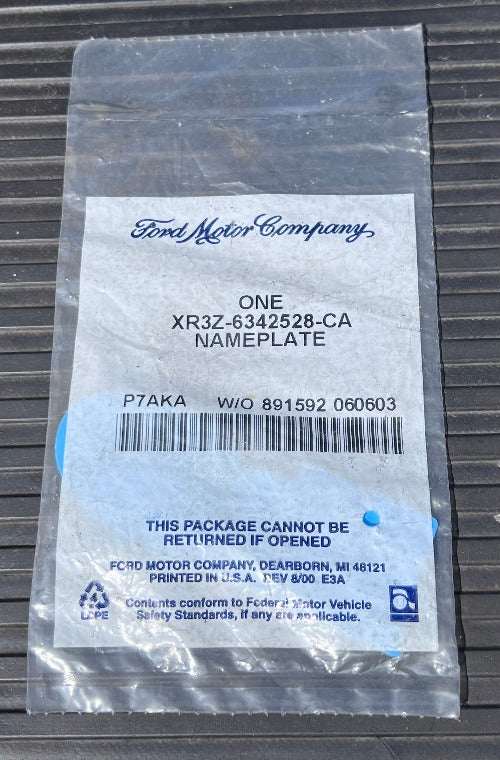 Ford Motor Company
ONE
XR3Z-6342528-CA
NAMEPLATE
P7AKA W/O 891592 060603
THIS PACKAGE CANNOT BE
RETURNED IF OPENED
FORD MOTOR COMPANY, DEARBORN, MI 48121
PRINTED IN U.S.A. REV 8/00 E3A
4
LDPE
Contents conform to Federal Motor Vehicle
Safety Standards, if any are applicable.